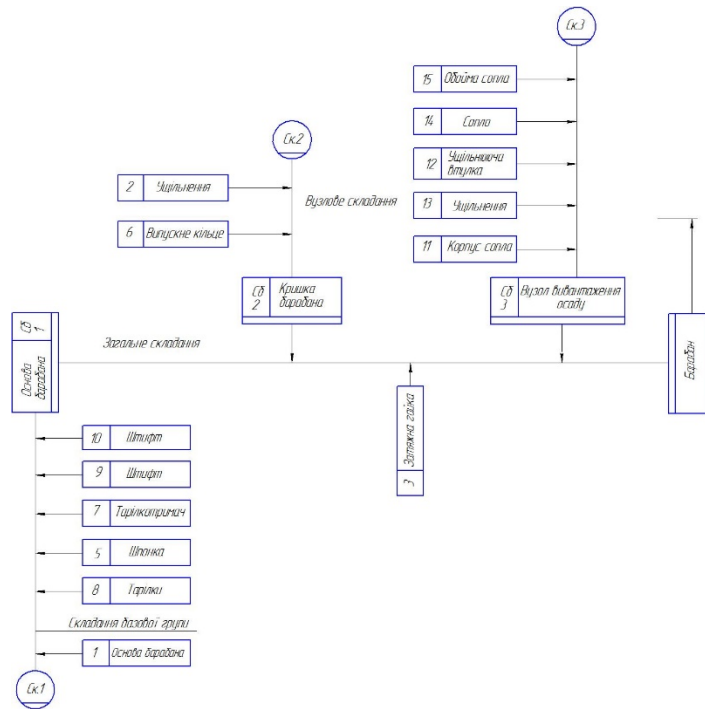 Ск.3
15 Обойма сопла
14 Сопло
12 Ущільнююча
втулка
13 Ущільнення
11 Корпус сопла
Сб
3
Вузол вивантаження
осаду
Ск.2
2 Ущільнення
6 Випускне кільце
Вузлове складання
Сб
2
Кришка
барабана
Сб
1
Основа
барабана
Загальне складання
3 Затяжна гайка
Барабан
10 Штифт
9 Штифт
7 Тарілкотримач
5 Шпонка
8 Тарілки
Складання базової групи
1 Основа барабана
Ск.1